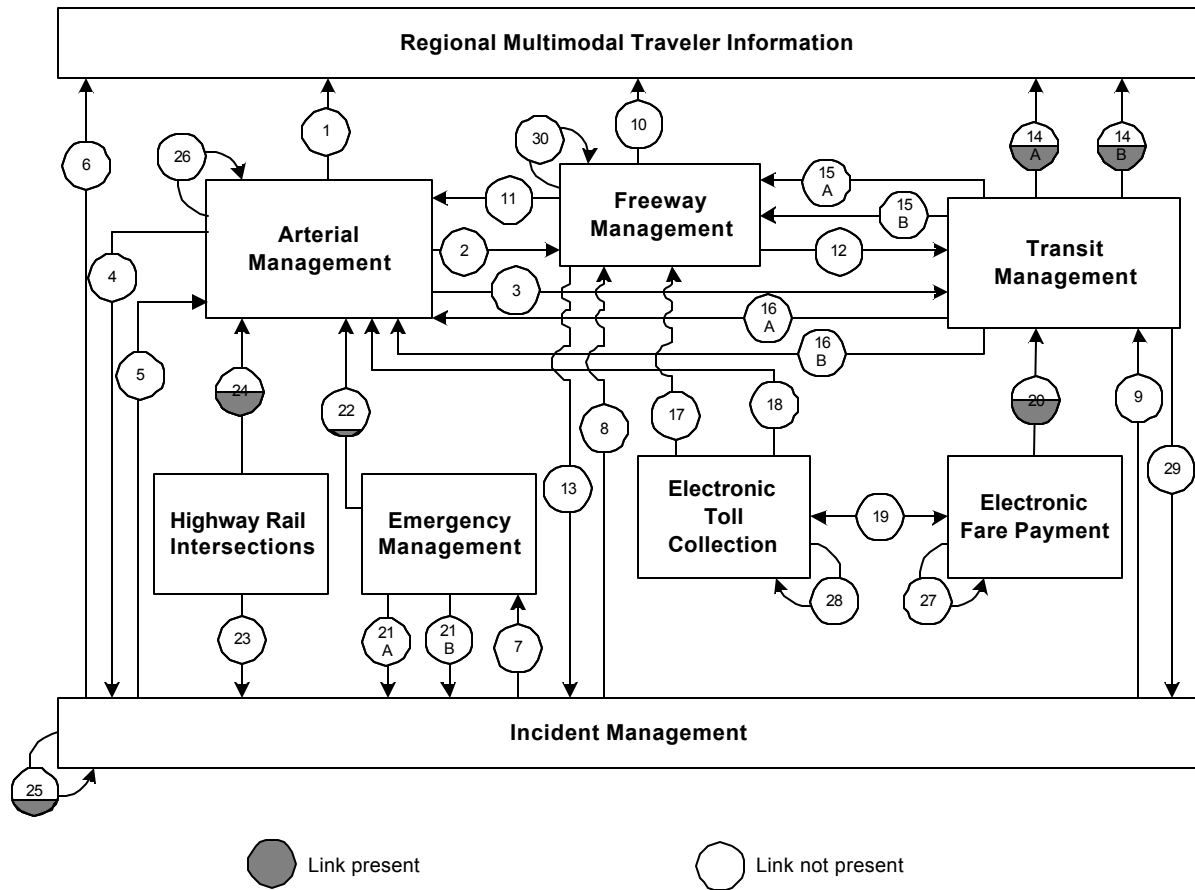 Regional Multimodal Traveler Information
1
10
14
A
14
B
6
26
30
15
A
11
Freeway
Management
15
B
Arterial
Management
2
12
Transit
Management
4
3
16
A
16
B
5
24
22
17
18
8
20
9
29
13
Highway Rail
Intersections
Emergency
Management
Electronic
Toll
Collection
19
Electronic
Fare Payment
28
27
23
21
A
21
B
7
Incident Management
25
Link present
Link not present